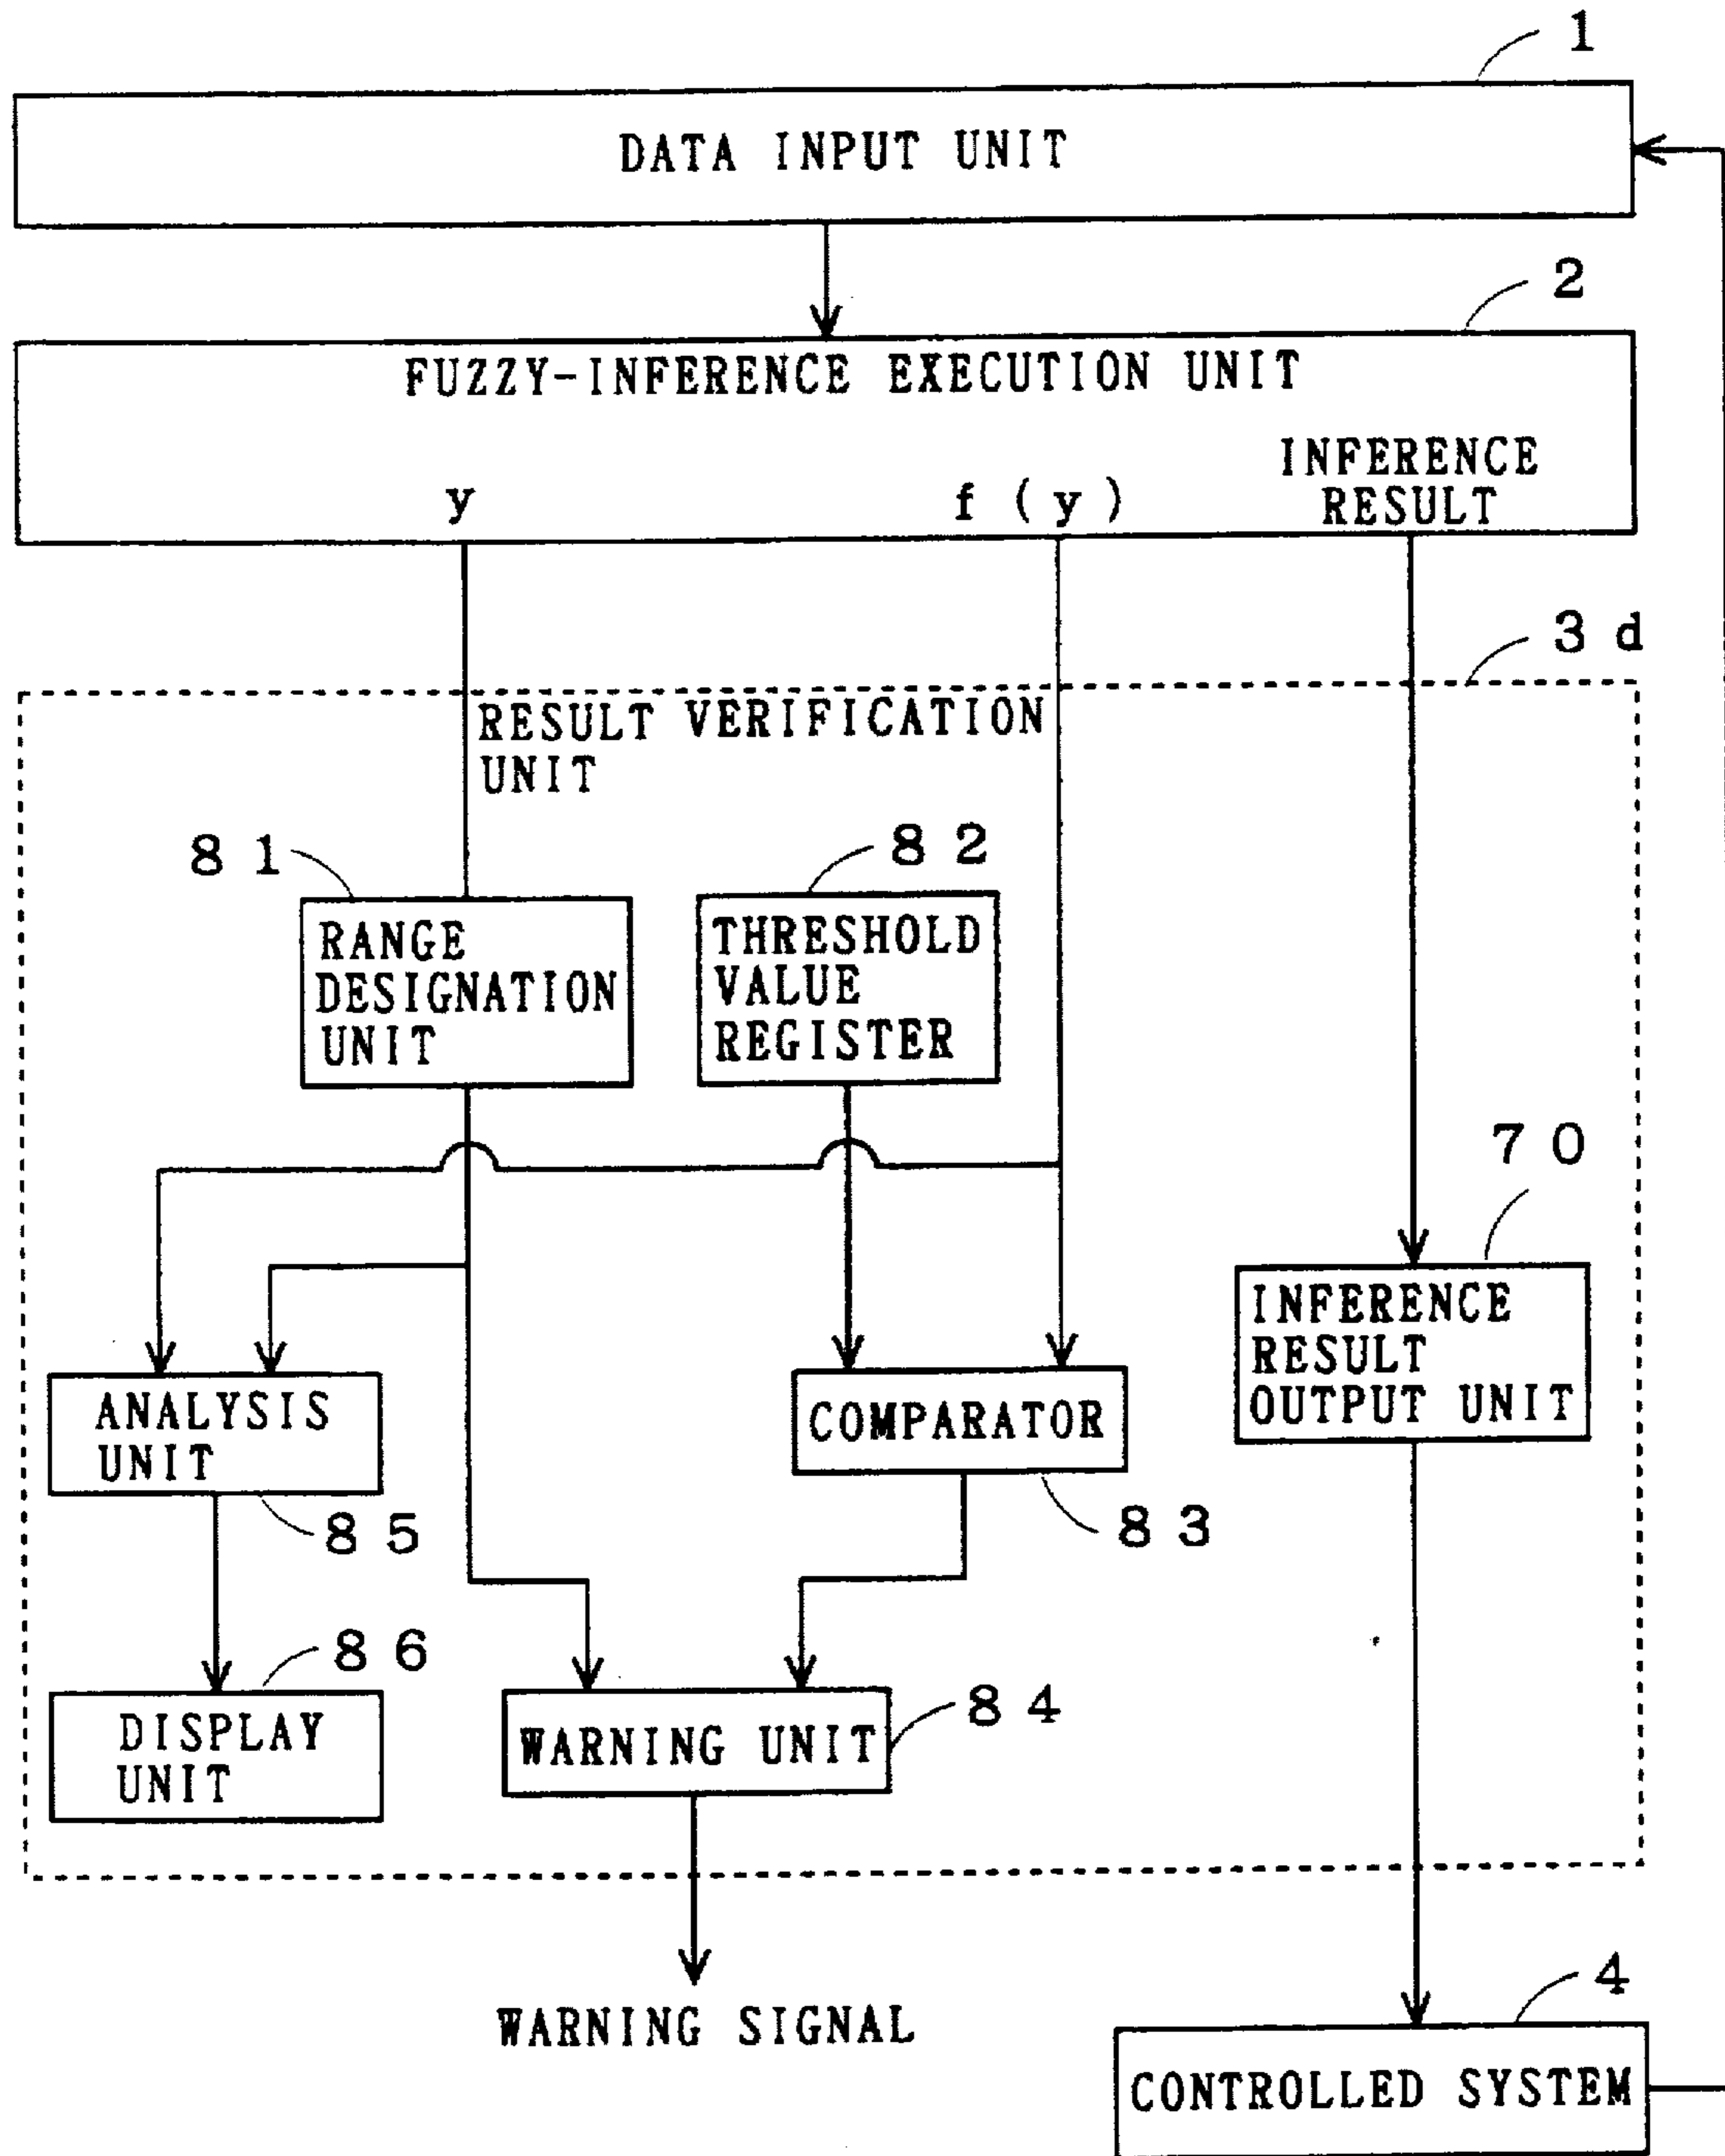 1
DATA INPUT UNIT
2
FUZZY-INFERENCE EXECUTION UNIT
INFERENCE
RESULT
y
f ( y )
3 d
RESULT VERIFICATION
UNIT
8 1
8 2
RANGE
DESIGNATION
UNIT
THRESHOLD
VALUE
REGISTER
7 0
INFERENCE
RESULT
OUTPUT UNIT
ANALYSIS
UNIT
COMPARATOR
8 5
8 3
8 6
8 4
DISPLAY
UNIT
WARNING UNIT
WARNING SIGNAL
4
CONTROLLED SYSTEM